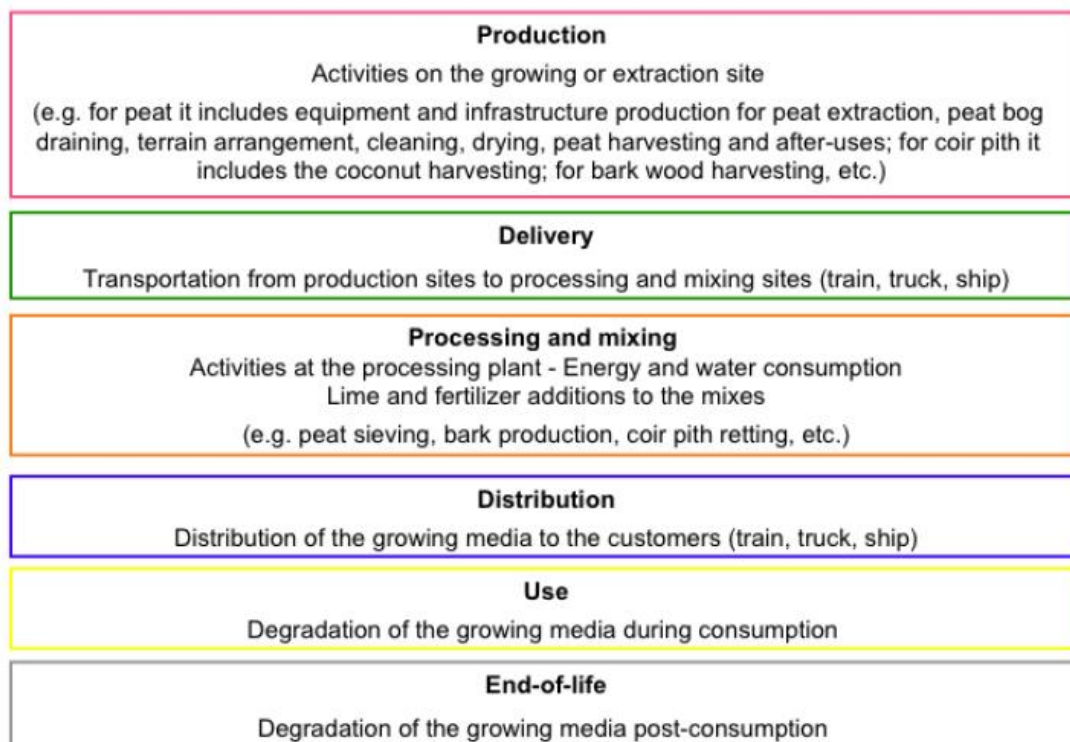 Production
Activities on the growing or extraction site
(e.g. for peat it includes equipment and infrastructure production for peat extraction, peat bog
draining, terrain arrangement, cleaning, drying, peat harvesting and after-uses; for coir pith it
includes the coconut harvesting; for bark wood harvesting, etc.)
Delivery
Transportation from production sites to processing and mixing sites (train, truck, ship)
Processing and mixing
Activities at the processing plant - Energy and water consumption
Lime and fertilizer additions to the mixes
(e.g. peat sieving, bark production, coir pith retting, etc.)
Distribution
Distribution of the growing media to the customers (train, truck, ship)
Use
Degradation of the growing media during consumption
End-of-life
Degradation of the growing media post-consumption